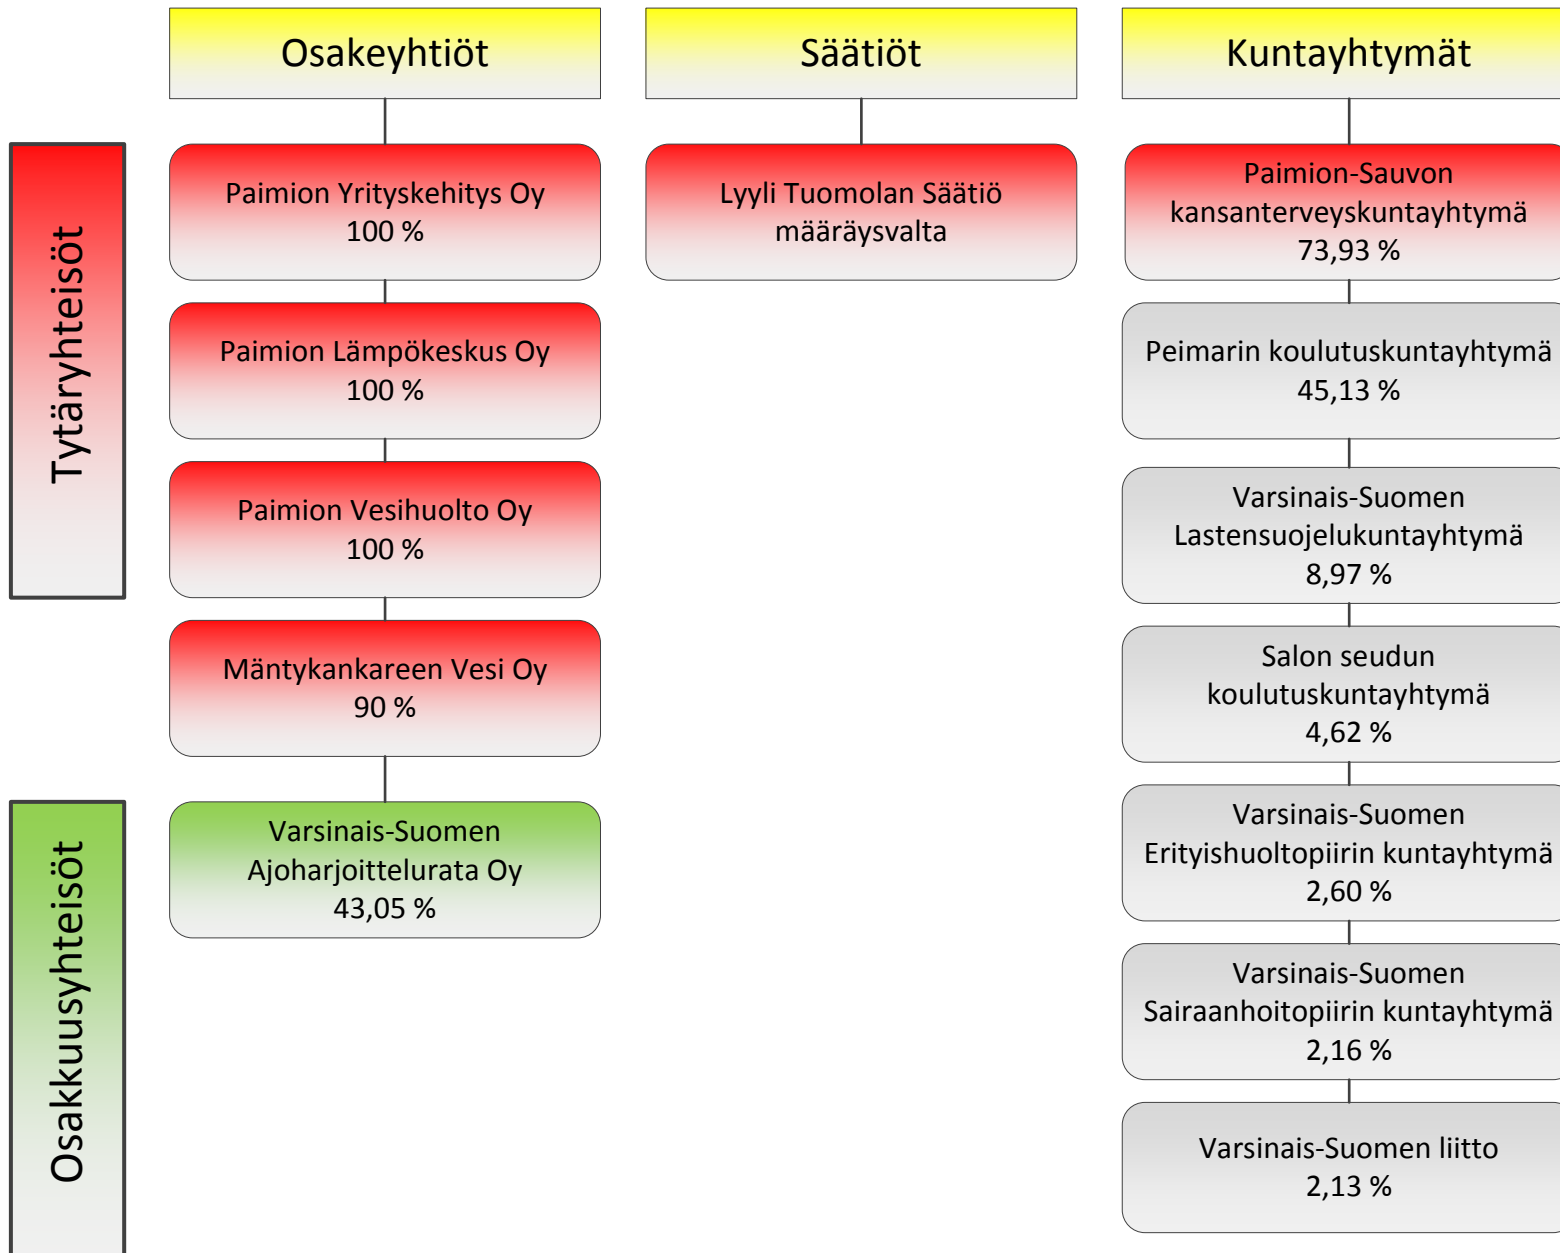 Osakeyhtiöt
Säätiöt
Kuntayhtymät
Tytäryhteisöt
Osakkuusyhteisöt
Paimion Yrityskehitys Oy
100 %
Paimion Lämpökeskus Oy
100 %
Paimion Vesihuolto Oy
100 %
Mäntykankareen Vesi Oy
90 %
Varsinais-Suomen
Ajoharjoittelurata Oy
43,05 %
Lyyli Tuomolan Säätiö
määräysvalta
Paimion-Sauvon
kansanterveyskuntayhtymä
73,93 %
Peimarin koulutuskuntayhtymä
45,13 %
Varsinais-Suomen
Lastensuojelukuntayhtymä
8,97 %
Salon seudun
koulutuskuntayhtymä
4,62 %
Varsinais-Suomen
Erityishuoltopiirin kuntayhtymä
2,60 %
Varsinais-Suomen
Sairaanhoitopiirin kuntayhtymä
2,16 %
Varsinais-Suomen liitto
2,13 %